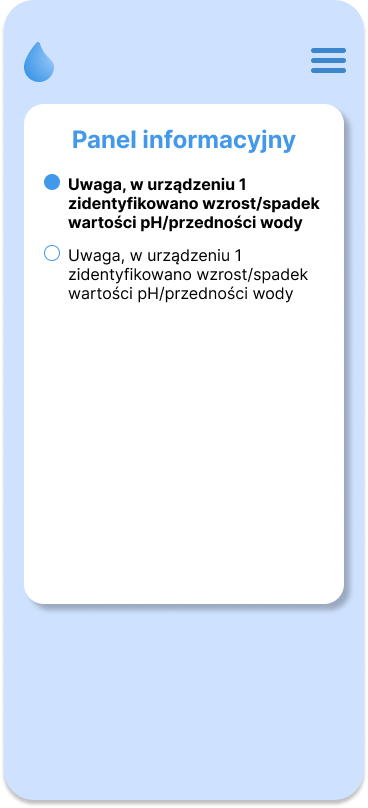 Panel informacyjny
Uwaga, w urządzeniu 1
zidentyfikowano wzrost/spadek
wartości pH/przedności wody
Uwaga, w urządzeniu 1
zidentyfikowano wzrost/spadek
wartości pH/przedności wody